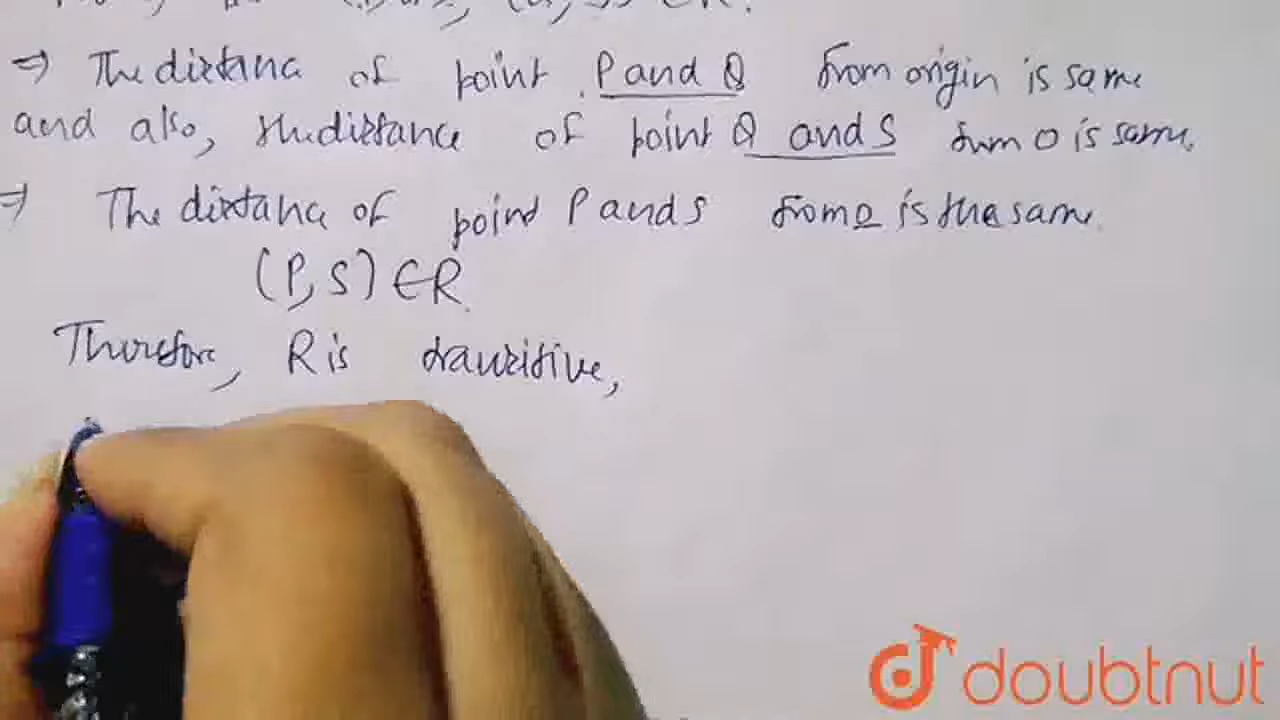 ⇒ The distance of point P and Q from origin is same
and also, the distance of point Q and S from O is same.
⇒ The distance of point P and S from O is the same.
(P, S) ∈ R.
Therefore, R is transitive,
doubtnut